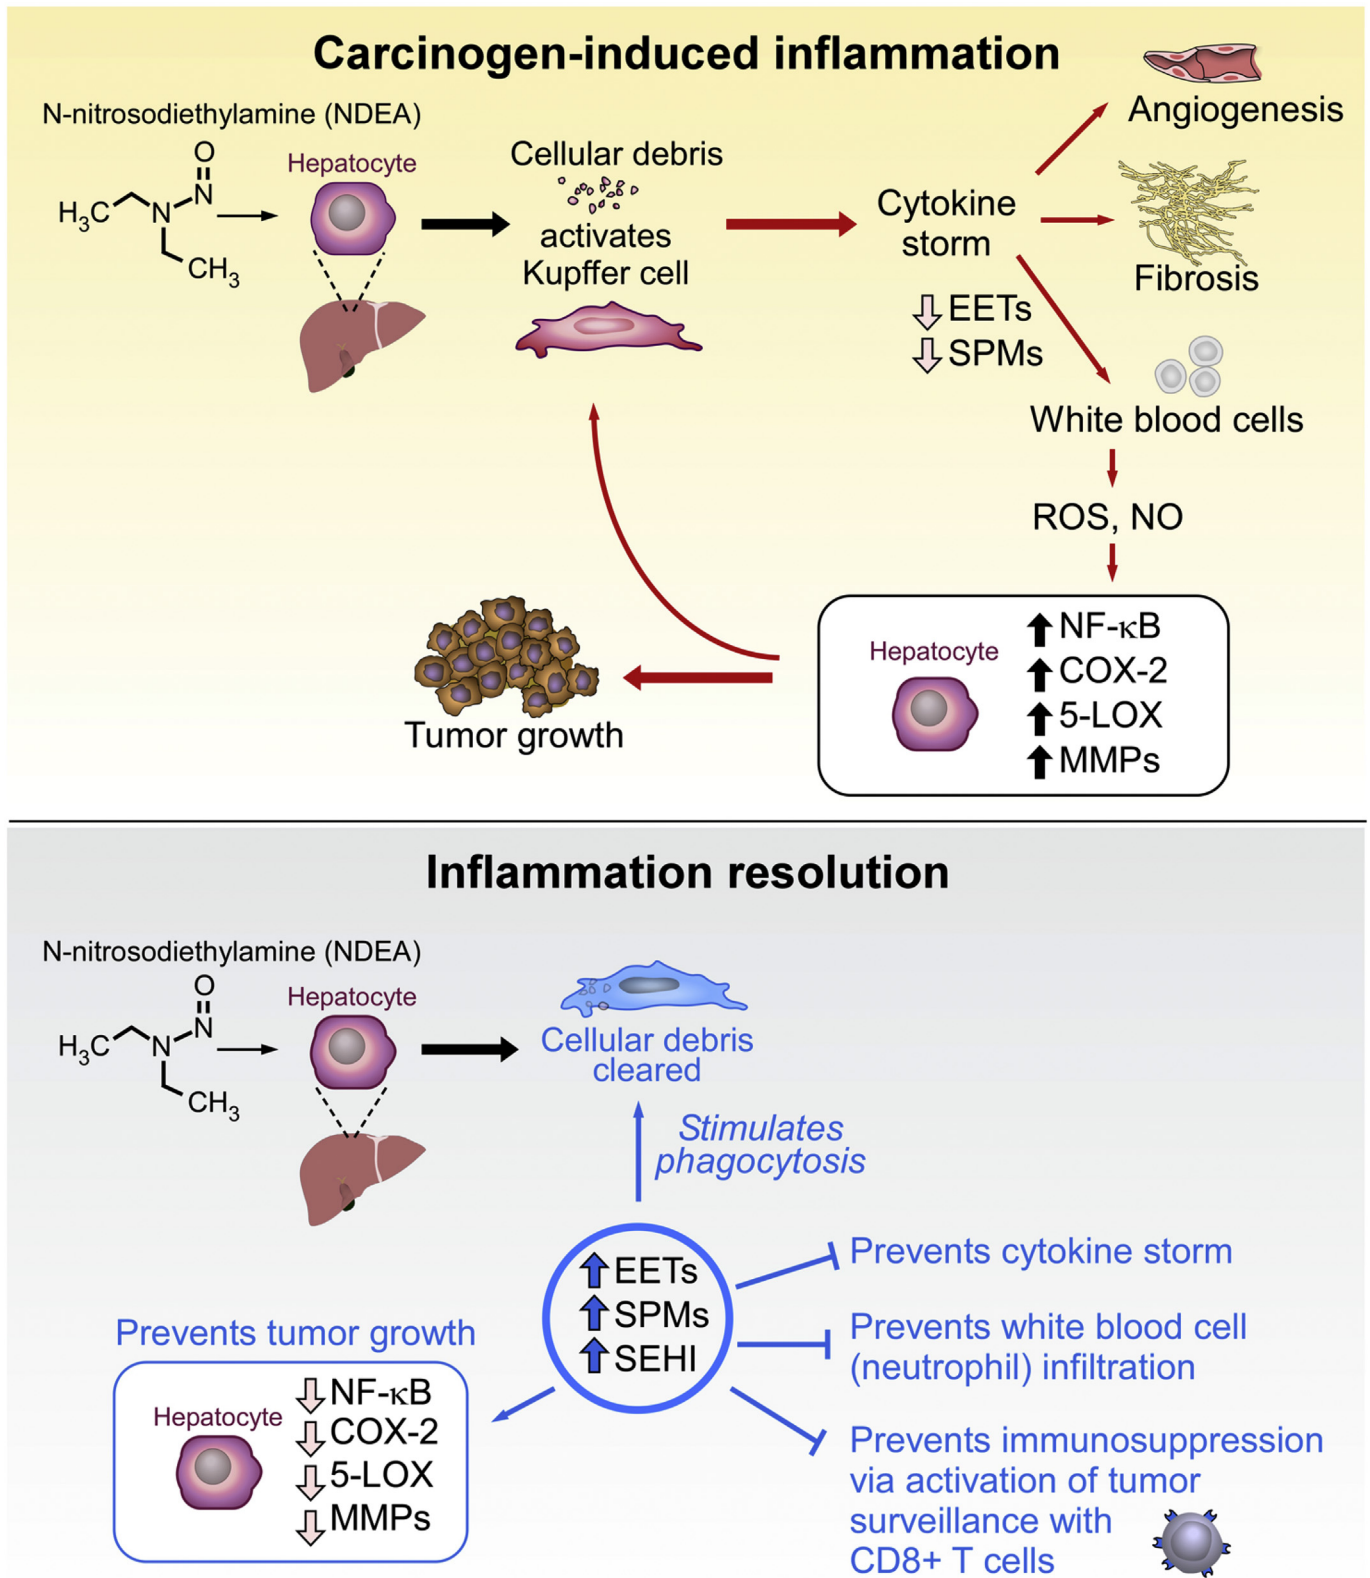 Carcinogen-induced inflammation
N-nitrosodiethylamine (NDEA)
O
N
H3C
N
CH3
Hepatocyte
Cellular debris
activates
Kupffer cell
Cytokine
storm
EETs
SPMs
Angiogenesis
Fibrosis
White blood cells
ROS, NO
Hepatocyte
NF-κB
COX-2
5-LOX
MMPs
Tumor growth
Inflammation resolution
N-nitrosodiethylamine (NDEA)
O
N
H3C
N
CH3
Hepatocyte
Cellular debris
cleared
Stimulates
phagocytosis
EETs
SPMs
SEHI
Prevents cytokine storm
Prevents white blood cell
(neutrophil) infiltration
Prevents immunosuppression
via activation of tumor
surveillance with
CD8+ T cells
Prevents tumor growth
Hepatocyte
NF-κB
COX-2
5-LOX
MMPs